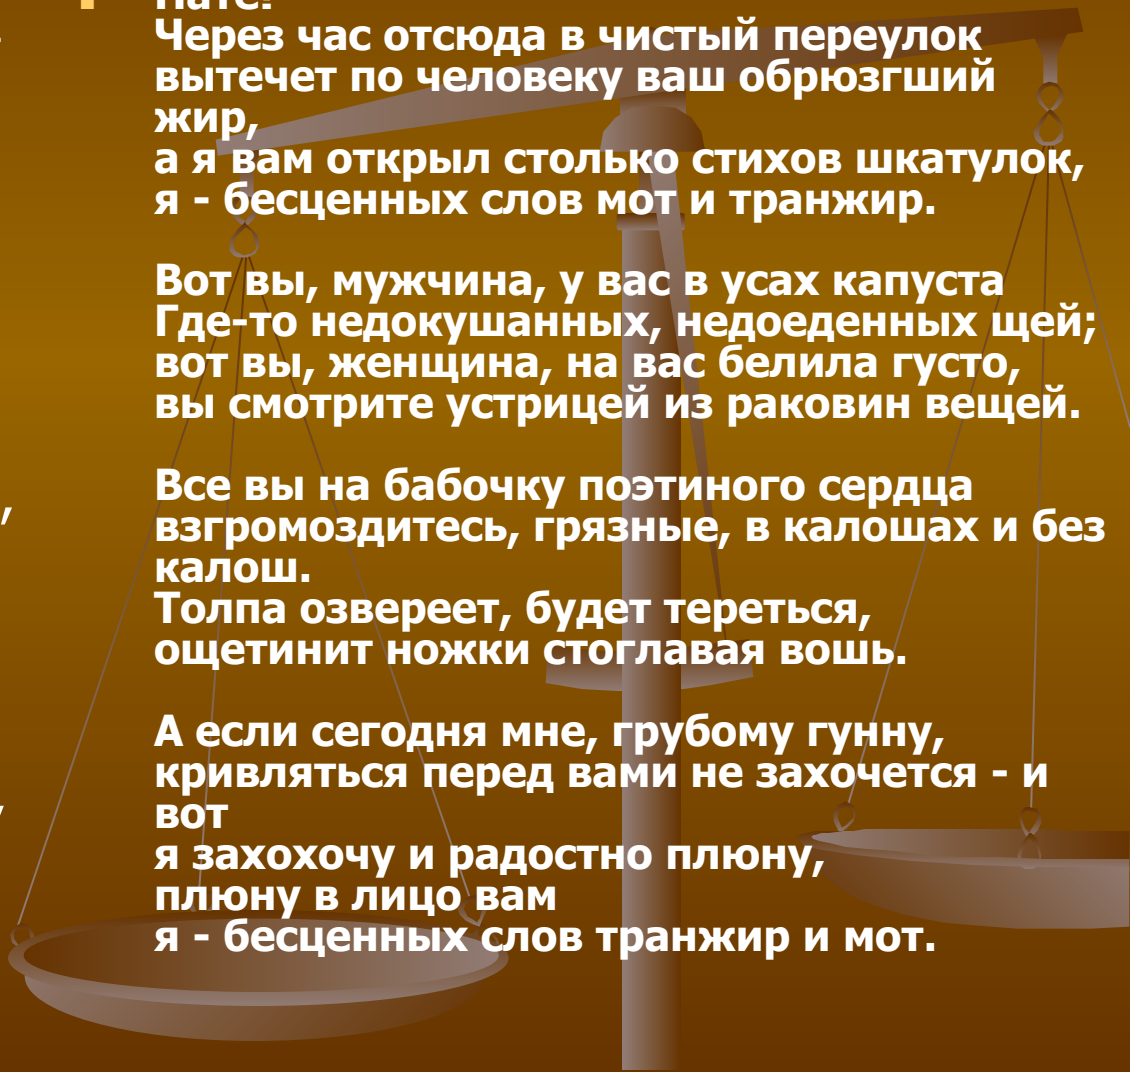 Нате!
Через час отсюда в чистый переулок
вытечет по человеку ваш обрюзгший
жир,
а я вам открыл столько стихов шкатулок,
я - бесценных слов мот и транжир.

Вот вы, мужчина, у вас в усах капуста
Где-то недокушанных, недоеденных щей;
вот вы, женщина, на вас белила густо,
вы смотрите устрицей из раковин вещей.

Все вы на бабочку поэтиного сердца
взгромоздитесь, грязные, в калошах и без
калош.
Толпа озвереет, будет тереться,
ощетинит ножки стоглавая вошь.

А если сегодня мне, грубому гунну,
кривляться перед вами не захочется - и
вот
я захохочу и радостно плюну,
плюну в лицо вам
я - бесценных слов транжир и мот.